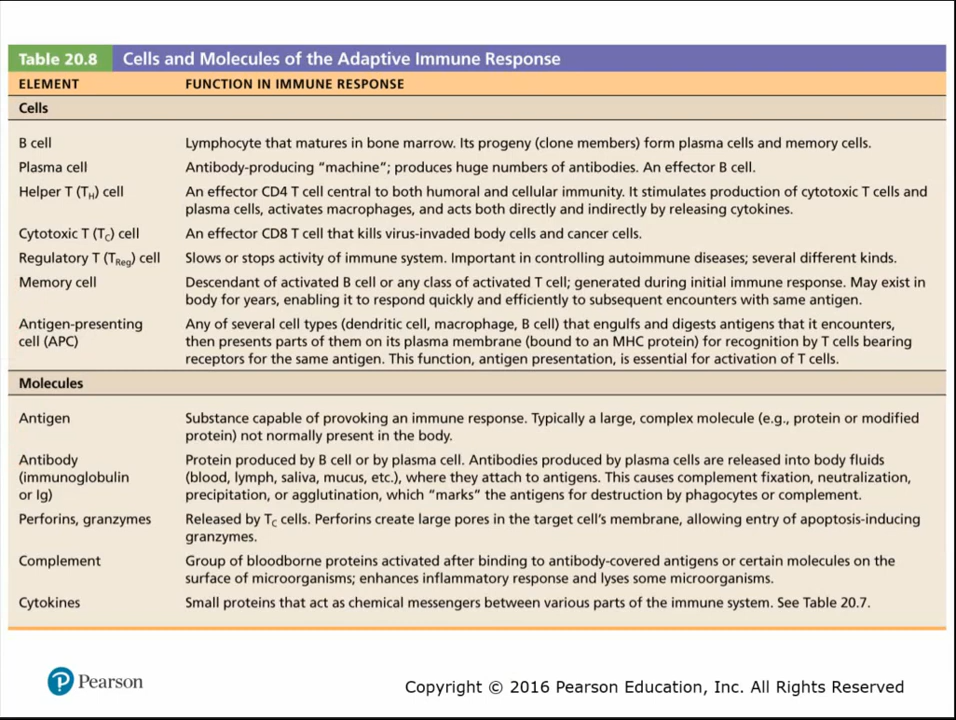 Table 20.8 Cells and Molecules of the Adaptive Immune Response
ELEMENT FUNCTION IN IMMUNE RESPONSE
Cells
B cell Lymphocyte that matures in bone marrow. Its progeny (clone members) form plasma cells and memory cells.
Plasma cell Antibody-producing “machine“; produces huge numbers of antibodies. An effector B cell.
Helper T (TH) cell An effector CD4 T cell central to both humoral and cellular immunity. It stimulates production of cytotoxic T cells and
plasma cells, activates macrophages, and acts both directly and indirectly by releasing cytokines.
Cytotoxic T (TC) cell An effector CD8 T cell that kills virus-invaded body cells and cancer cells.
Regulatory T (TReg) cell Slows or stops activity of immune system. Important in controlling autoimmune diseases; several different kinds.
Memory cell Descendant of activated B cell or any class of activated T cell; generated during initial immune response. May exist in
body for years, enabling it to respond quickly and efficiently to subsequent encounters with same antigen.
Antigen-presenting Any of several cell types (dendritic cell, macrophage, B cell) that engulfs and digests antigens that it encounters,
cell (APC) then presents parts of them on its plasma membrane (bound to an MHC protein) for recognition by T cells bearing
receptors for the same antigen. This function, antigen presentation, is essential for activation of T cells.
Molecules
Antigen Substance capable of provoking an immune response. Typically a large, complex molecule (e.g., protein or modified
protein) not normally present in the body.
Antibody Protein produced by B cell or by plasma cell. Antibodies produced by plasma cells are released into body fluids
(immunoglobulin (blood, lymph, saliva, mucus, etc.), where they attach to antigens. This causes complement fixation, neutralization,
or Ig) precipitation, or agglutination, which “marks” the antigens for destruction by phagocytes or complement.
Perforins, granzymes Released by TC cells. Perforins create large pores in the target cell’s membrane, allowing entry of apoptosis-inducing
granzymes.
Complement Group of bloodborne proteins activated after binding to antibody-covered antigens or certain molecules on the
surface of microorganisms; enhances inflammatory response and lyses some microorganisms.
Cytokines Small proteins that act as chemical messengers between various parts of the immune system. See Table 20.7.
P Pearson
Copyright © 2016 Pearson Education, Inc. All Rights Reserved